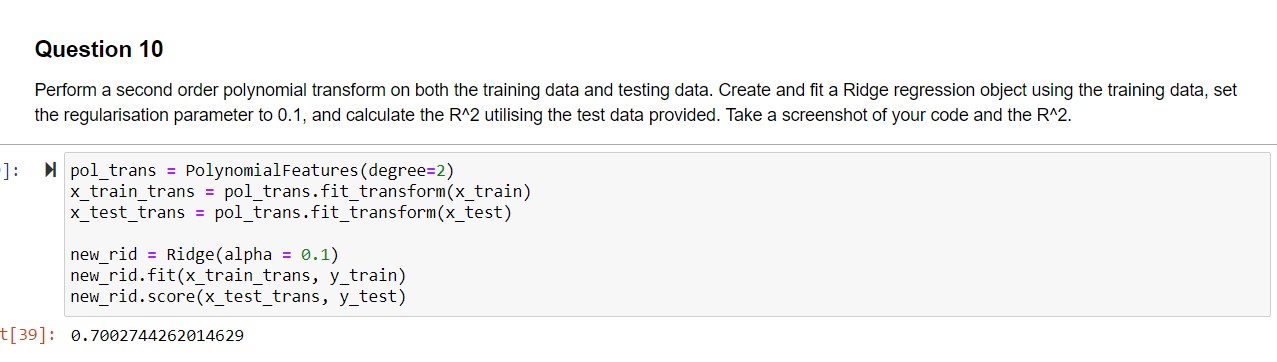 Question 10
Perform a second order polynomial transform on both the training data and testing data. Create and fit a Ridge regression object using the training data, set
the regularisation parameter to 0.1, and calculate the R^2 utilising the test data provided. Take a screenshot of your code and the R^2.
]: pol_trans = PolynomialFeatures(degree=2)
x_train_trans = pol_trans.fit_transform(x_train)
x_test_trans = pol_trans.fit_transform(x_test)
new_rid = Ridge(alpha = 0.1)
new_rid.fit(x_train_trans, y_train)
new_rid.score(x_test_trans, y_test)
t[39]: 0.7002744262014629